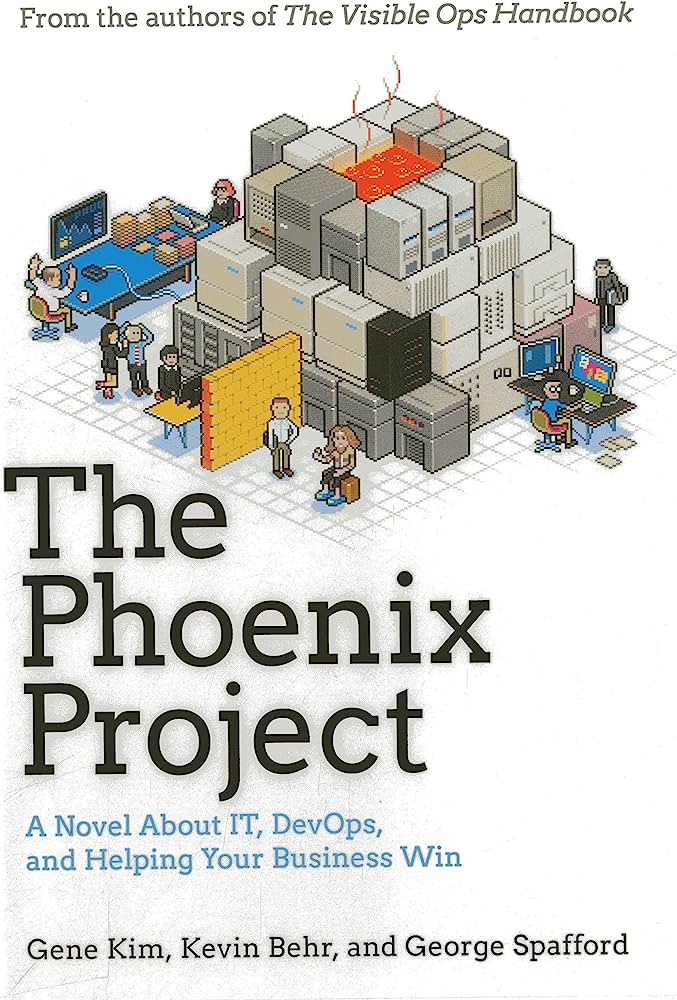 From the authors of The Visible Ops Handbook
The
Phoenix
Project
A Novel About IT, DevOps,
and Helping Your Business Win
Gene Kim, Kevin Behr, and George Spafford